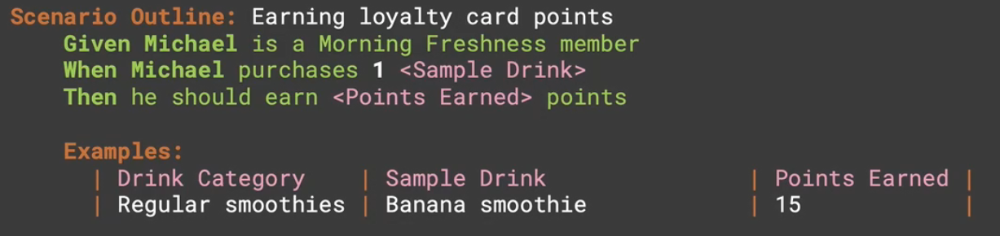 Scenario Outline: Earning loyalty card points
Given Michael is a Morning Freshness member
When Michael purchases 1 <Sample Drink>
Then he should earn <Points Earned> points
Examples:
| Drink Category | Sample Drink | Points Earned |
| Regular smoothies | Banana smoothie | 15 |